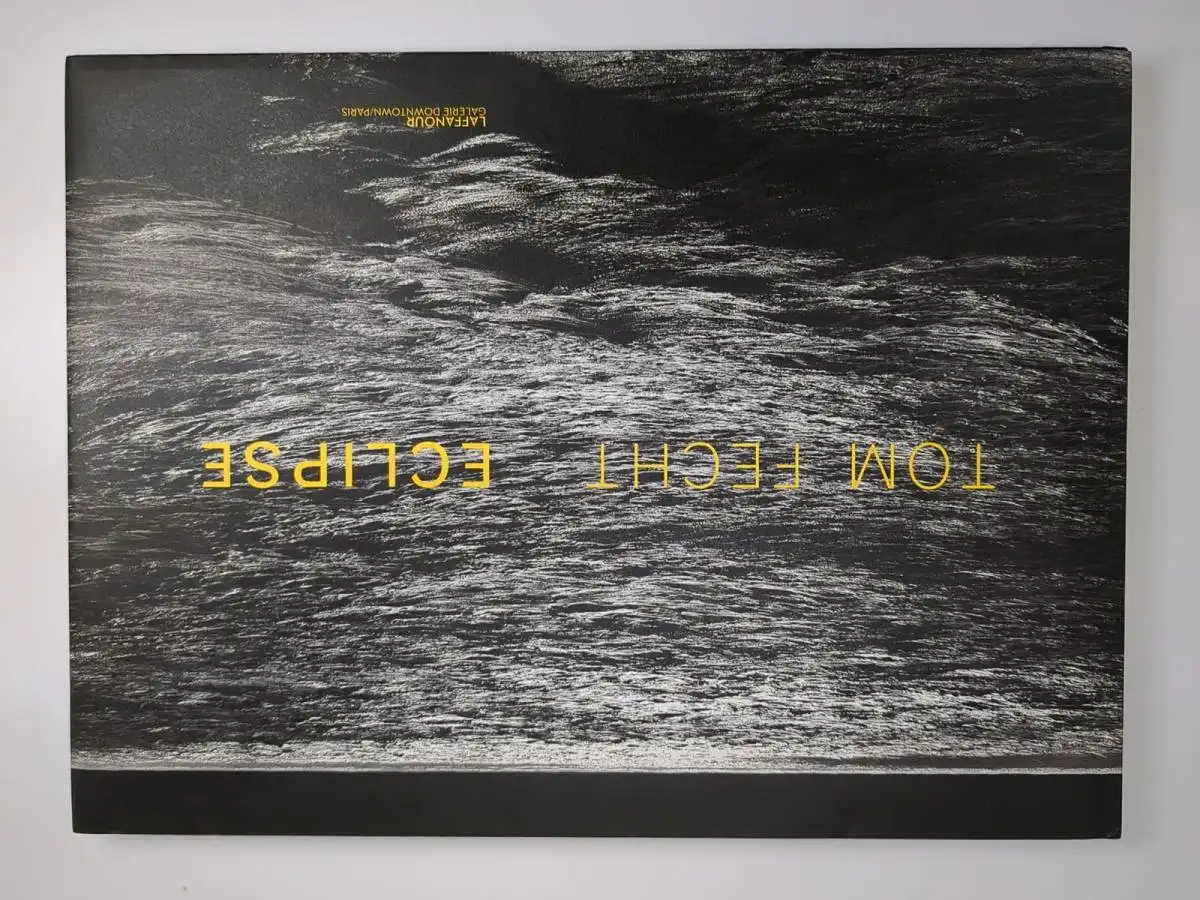 TOM FECHT ECLIPSE
LAFFANOUR
GALERIE DOWNTOWN/PARIS